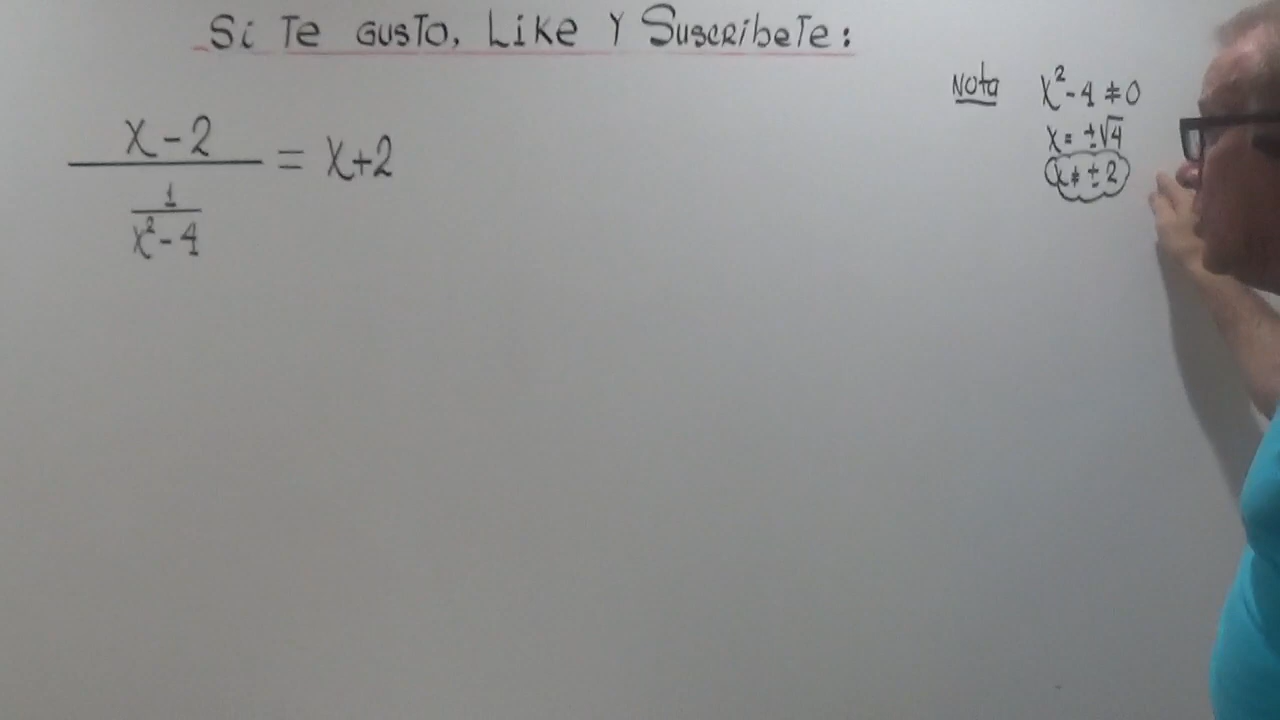 Si Te GUSTO, Like Y Suscribete:
Nota x² - 4 ≠ 0
x = ±√4
x ≠ ± 2
x - 2
1
x² - 4
= x + 2